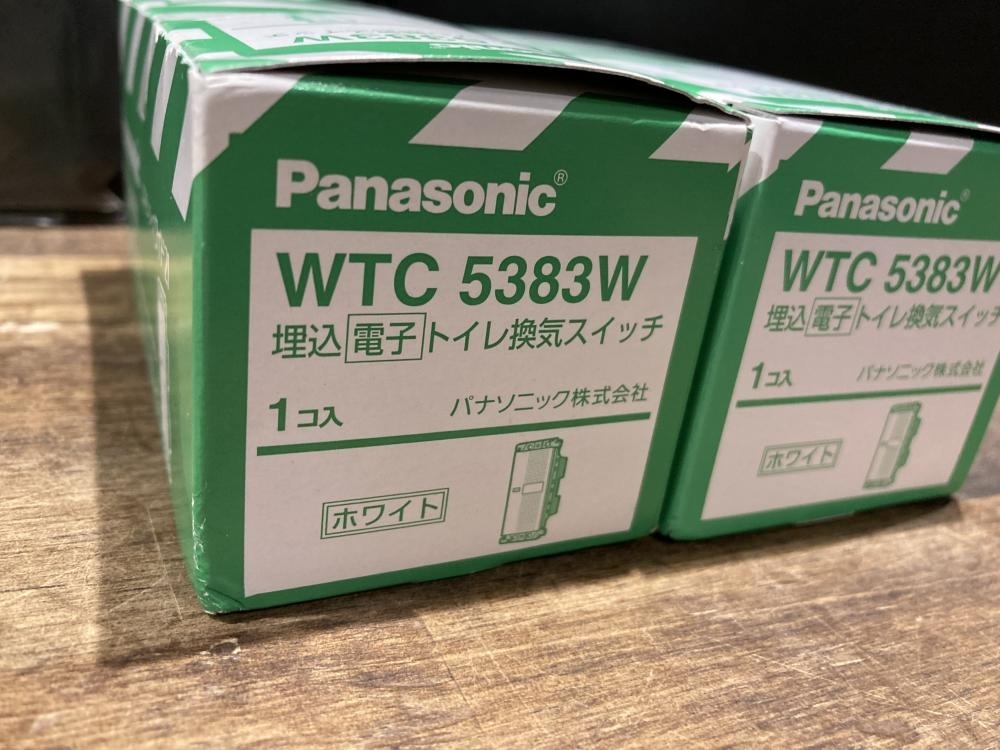 Panasonic®
WTC 5383W
埋込電子トイレ換気スイッチ
1コ入 パナソニック株式会社
ホワイト
Panasonic®
WTC 5383W
埋込電子トイレ換気スイッチ
1コ入 パナソニック株式会社
ホワイト